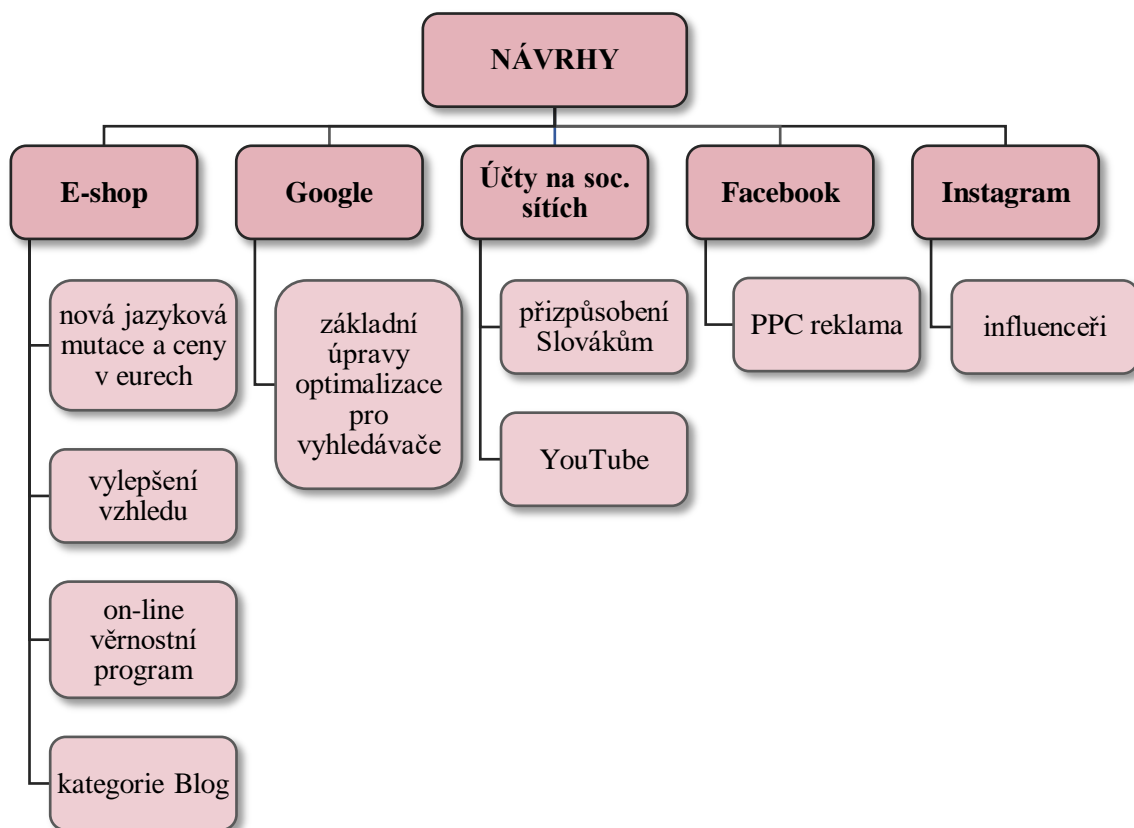 NÁVRHY
E-shop
Google
Účty na soc.
sítích
Facebook
Instagram
nová jazyková
mutace a ceny
v eurech
vylepšení
vzhledu
on-line
věrnostní
program
kategorie Blog
základní
úpravy
optimalizace
pro
vyhledávače
přizpůsobení
Slovákům
YouTube
PPC reklama
influenceři